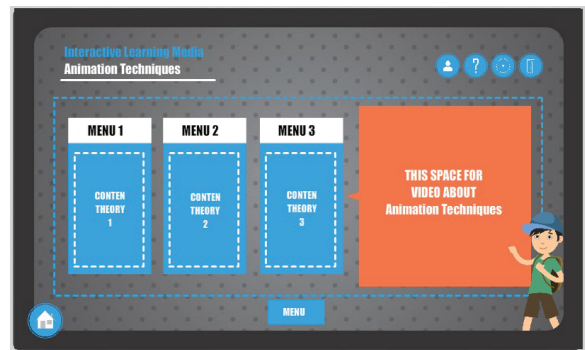 Interactive Learning Media
Animation Techniques
?
MENU 1
MENU 2
MENU 3
CONTEN
THEORY
1
CONTEN
THEORY
2
CONTEN
THEORY
3
THIS SPACE FOR
VIDEO ABOUT
Animation Techniques
MENU